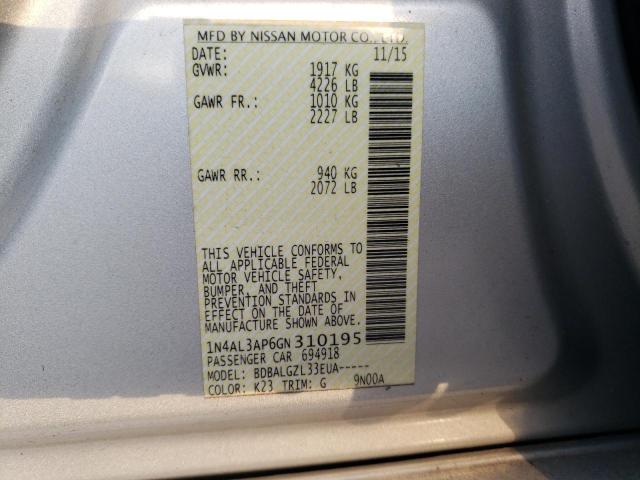 MFD BY NISSAN MOTOR CO., LTD.
DATE: 11/15
GVWR: 1917 KG
4226 LB
GAWR FR.: 1010 KG
2227 LB
GAWR RR.: 940 KG
2072 LB
THIS VEHICLE CONFORMS TO
ALL APPLICABLE FEDERAL
MOTOR VEHICLE SAFETY,
BUMPER, AND THEFT
PREVENTION STANDARDS IN
EFFECT ON THE DATE OF
MANUFACTURE SHOWN ABOVE.
1N4AL3AP6GN310195
PASSENGER CAR 694918
MODEL: BDBALGZL33EUA-----
COLOR: K23 TRIM: G 9N00A